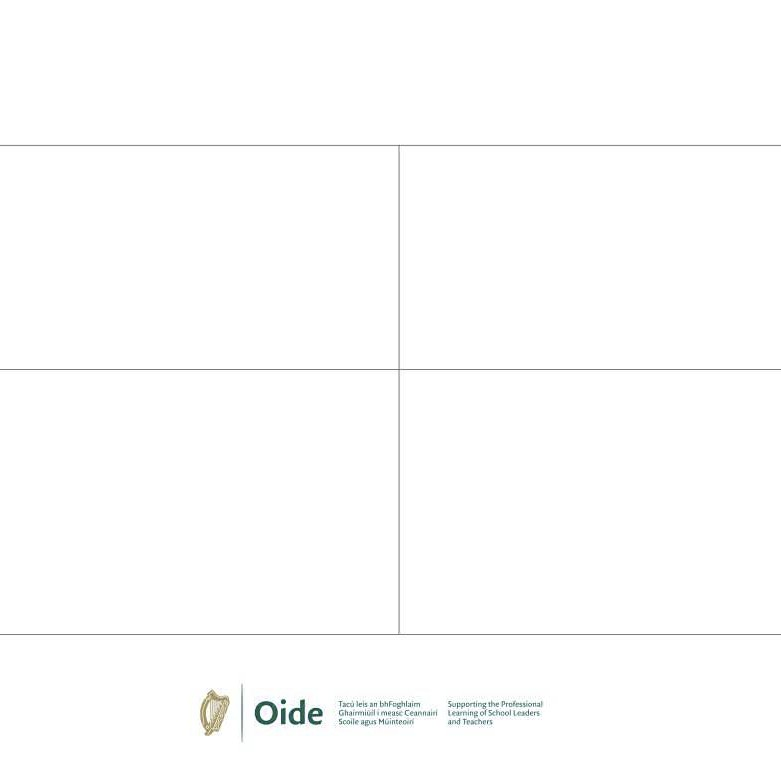 Oide
Tacú leis an bhFoghlaim
Ghairmiúil i measc Ceannairí
Scoile agus Múinteoirí
Supporting the Professional
Learning of School Leaders
and Teachers